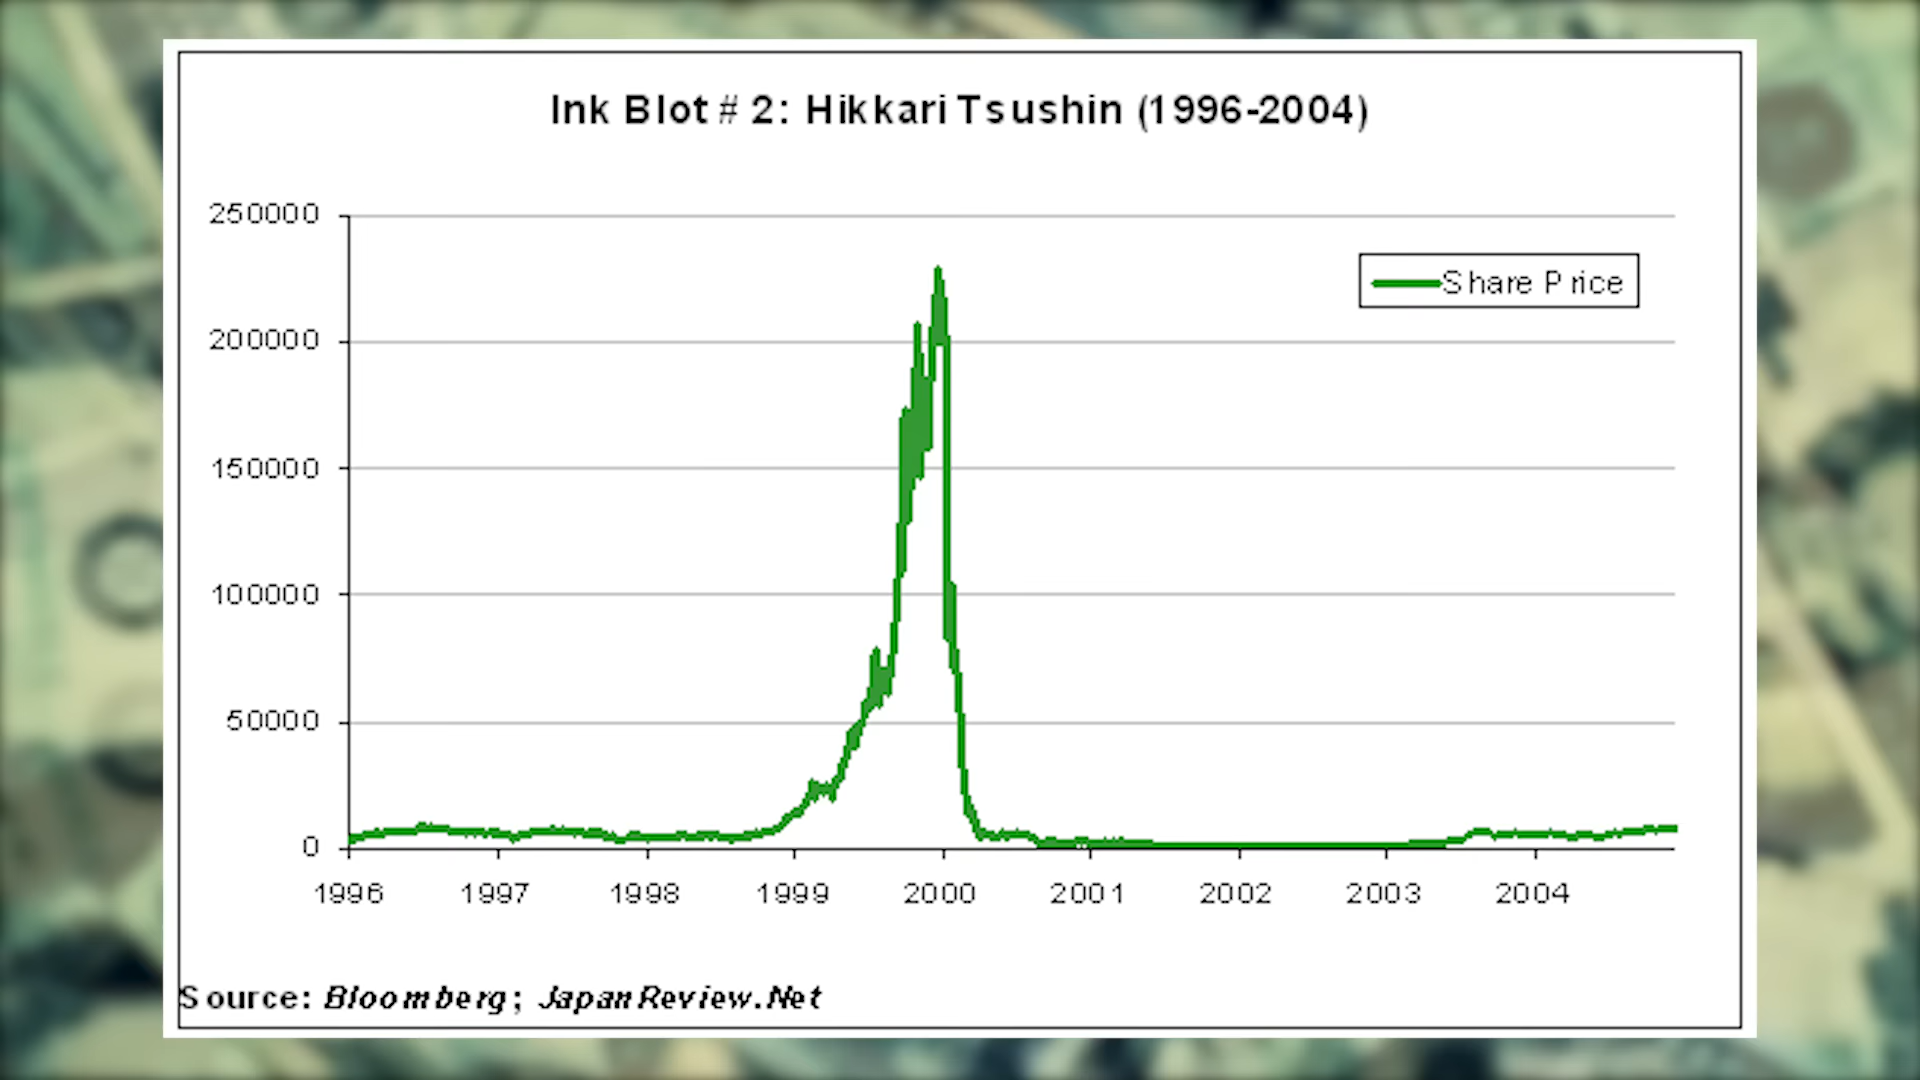 Ink Blot # 2: Hikkari Tsushin (1996-2004)
250000
Share Price
200000
150000
100000
50000
0
1996 1997 1998 1999 2000 2001 2002 2003 2004
Source: Bloomberg; JapanReview.Net